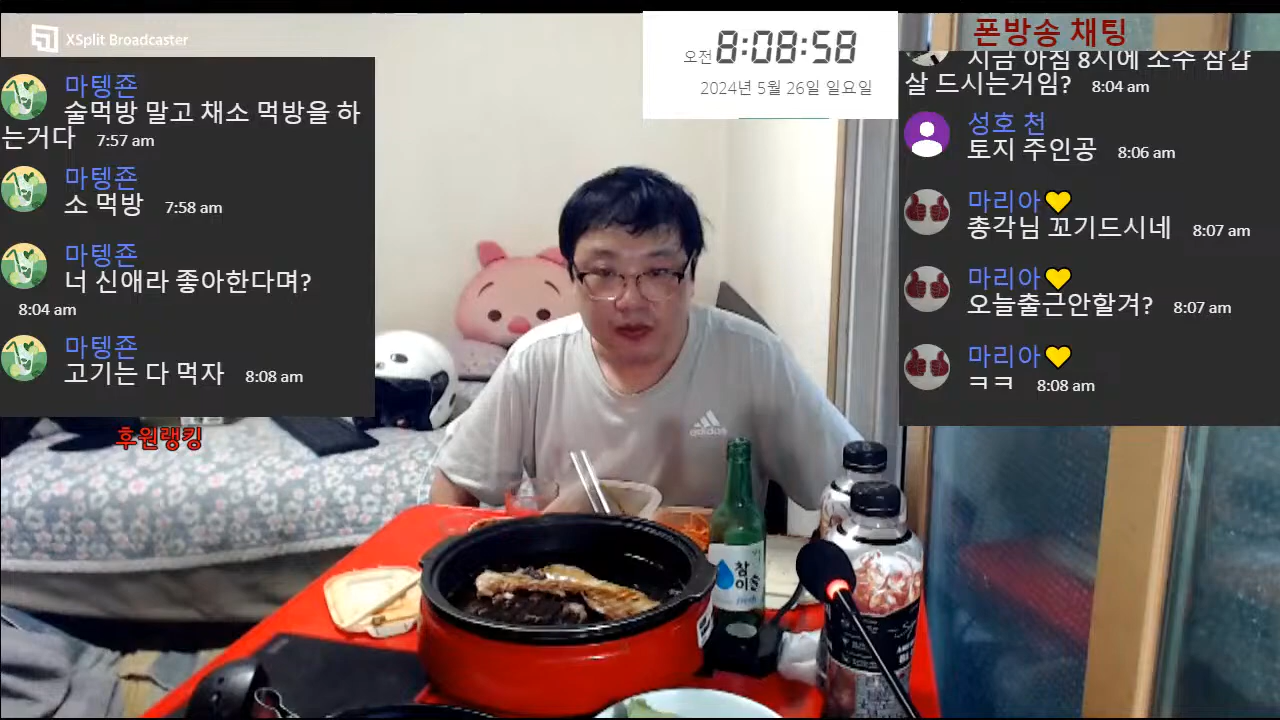 XSplit Broadcaster
마텡죤
술먹방 말고 채소 먹방을 하
는거다 7:57 am
마텡죤
소 먹방 7:58 am
마텡죤
너 신애라 좋아한다며?
8:04 am
마텡죤
고기는 다 먹자 8:08 am
후원랭킹
오전 8:08:58
2024년 5월 26일 일요일
폰방송 채팅
지금 아침 8시에 소주 삼갑
살 드시는거임? 8:04 am
성호 천
토지 주인공 8:06 am
마리아💛
총각님 꼬기드시네 8:07 am
마리아💛
오늘출근안할겨? 8:07 am
마리아💛
ㅋㅋ 8:08 am
adidas
참이슬
fresh